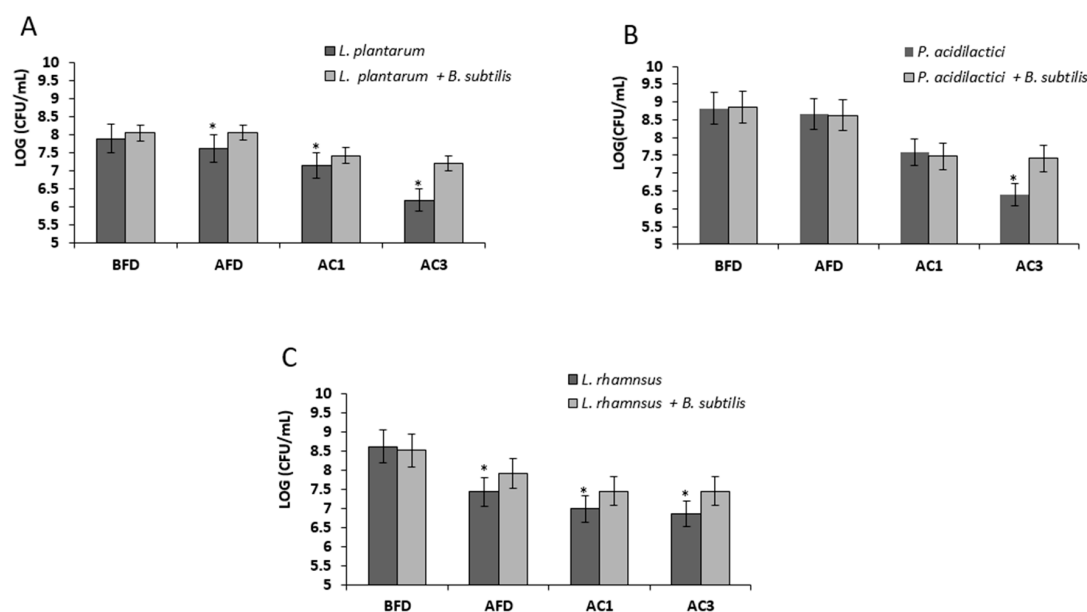 A
L. plantarum
L. plantarum + B. subtilis
LOG (CFU/mL)
10
9.5
9
8.5
8
7.5
7
6.5
6
5.5
5
*
*
*
BFD
AFD
AC1
AC3
B
P. acidilactici
P. acidilactici + B. subtilis
LOG(CFU/mL)
10
9.5
9
8.5
8
7.5
7
6.5
6
5.5
5
*
BFD
AFD
AC1
AC3
C
L. rhamnsus
L. rhamnsus + B. subtilis
LOG (CFU/mL)
10
9.5
9
8.5
8
7.5
7
6.5
6
5.5
5
*
*
*
BFD
AFD
AC1
AC3